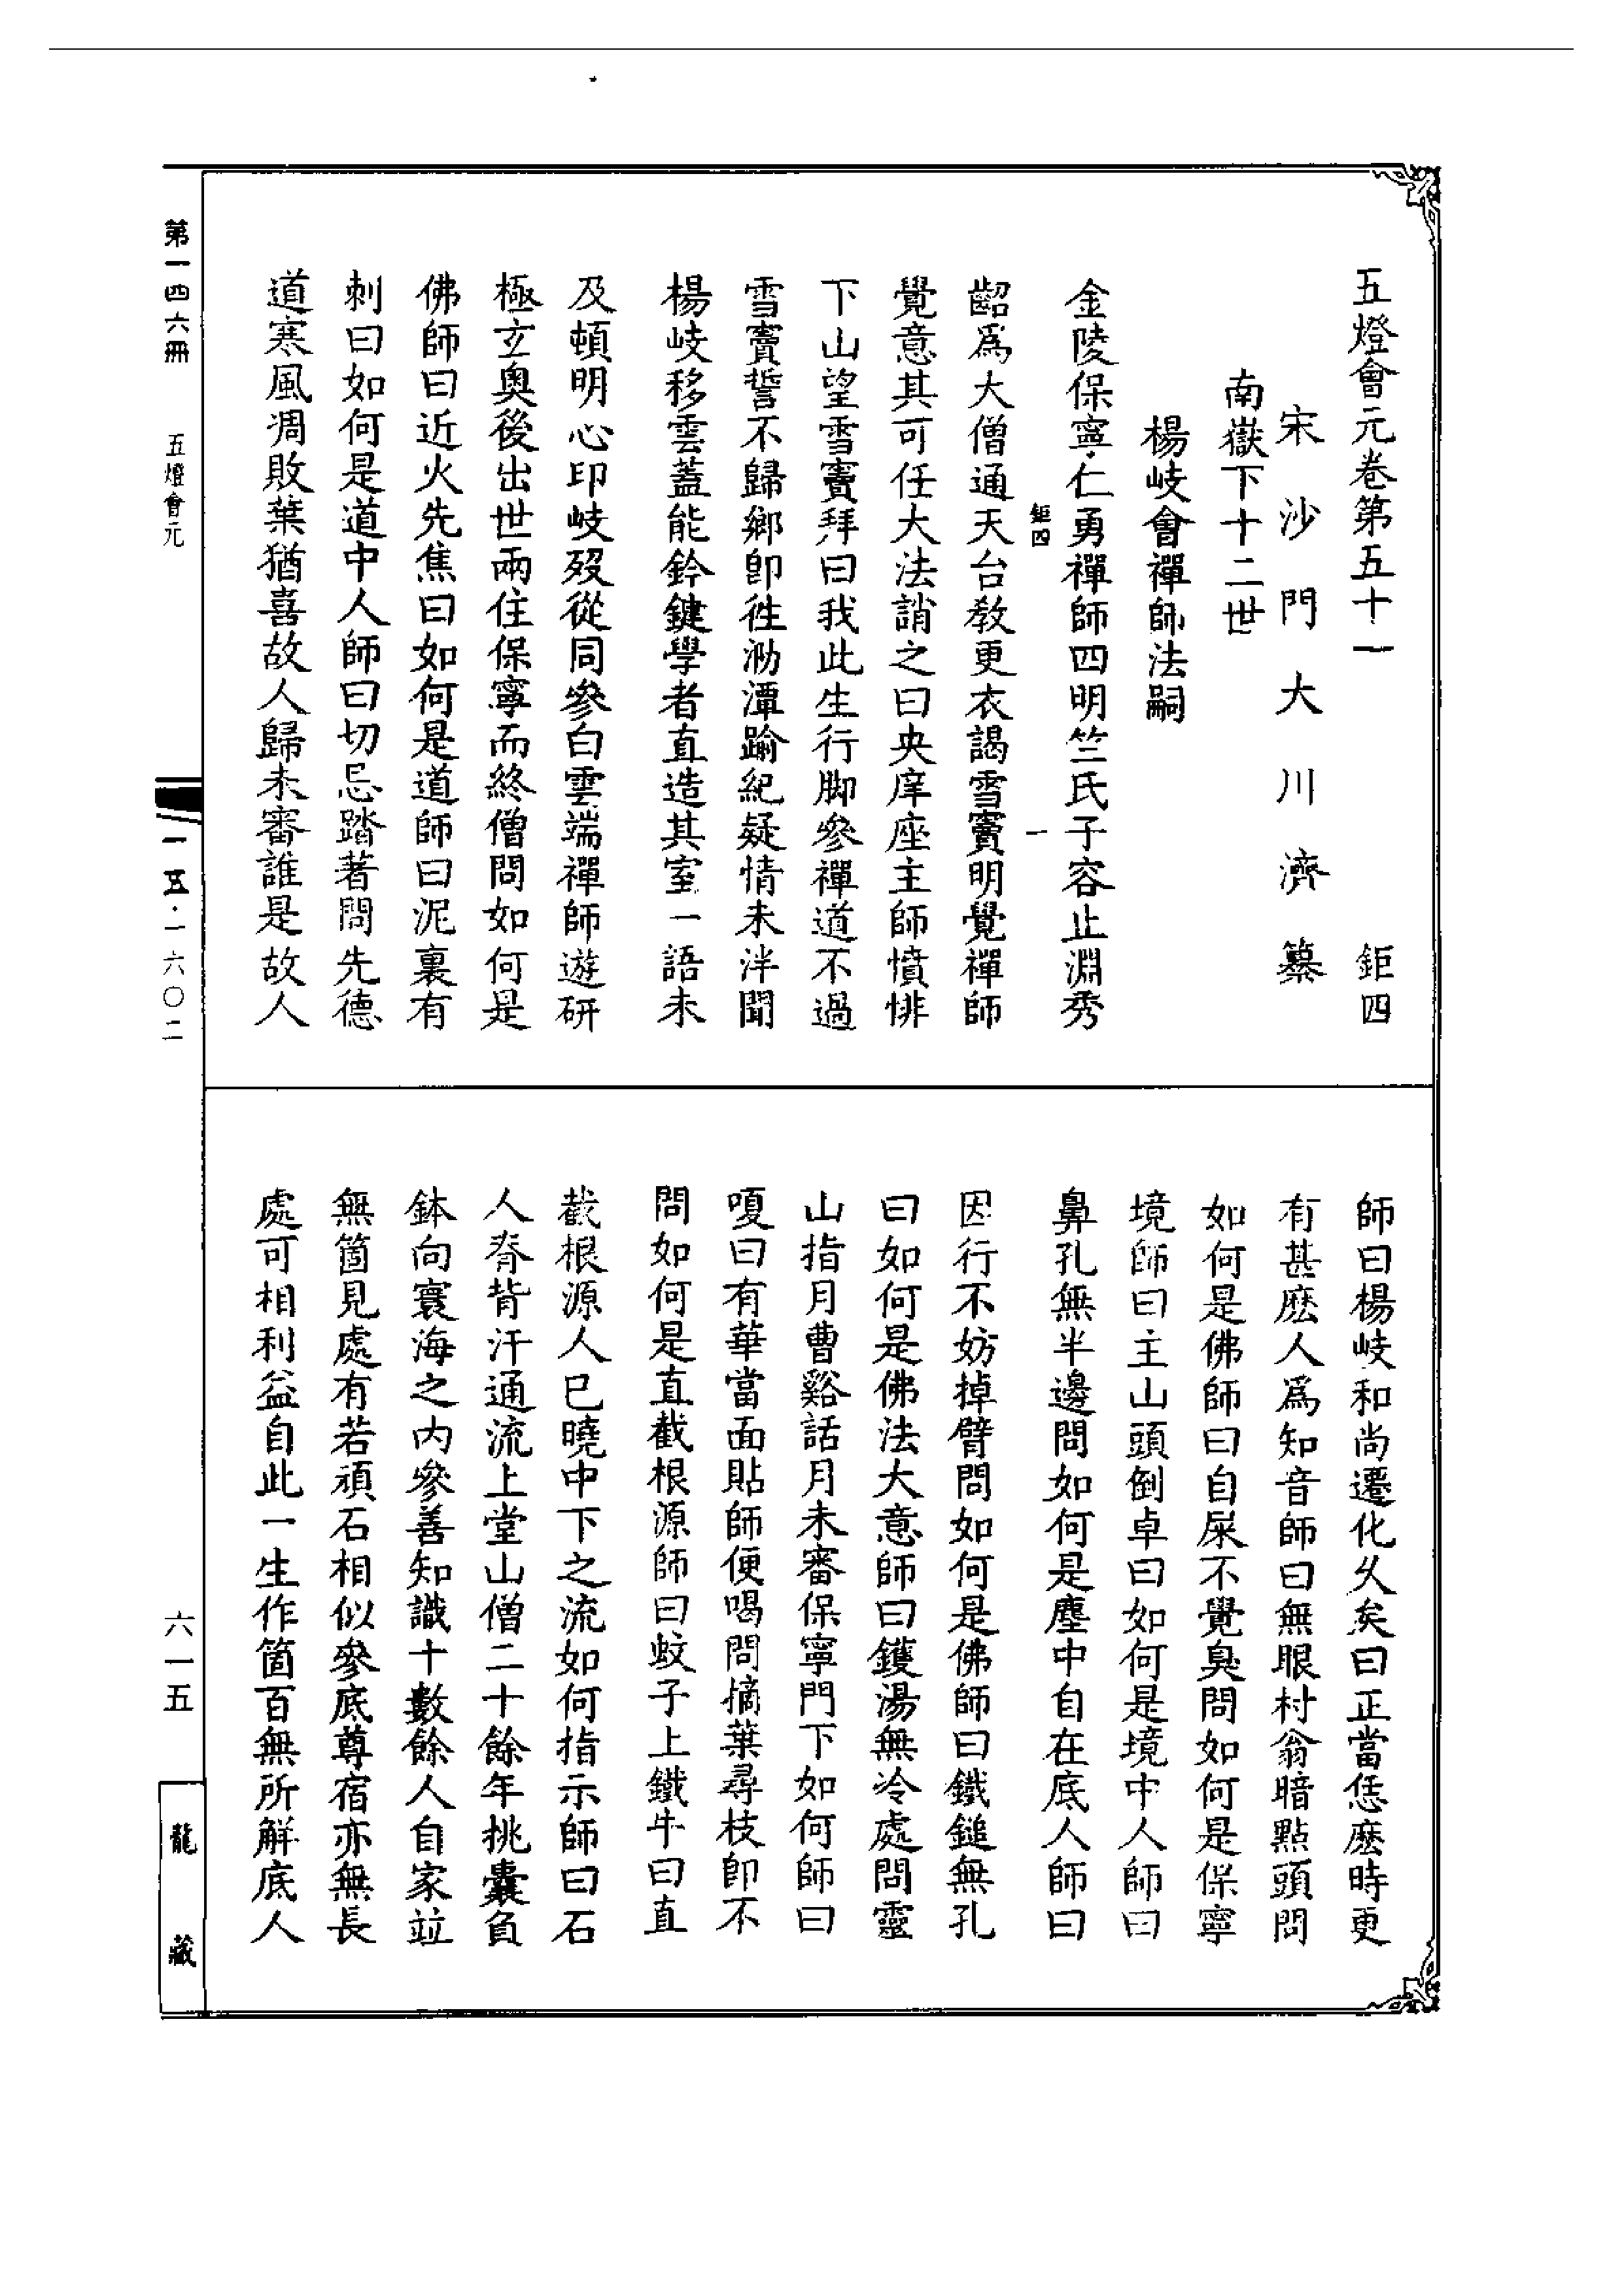 五燈會元卷第五十一　鉅四
宋沙門大川濟纂
南嶽下十二世
楊岐會禪師法嗣
金陵保寧仁勇禪師四明竺氏子容止淵秀
鉅四　一
齠爲大僧通天台教更衣謁雪竇明覺禪師
覺意其可任大法誚之曰央庠座主師憤悱
下山望雪竇拜曰我此生行脚參禪道不過
雪竇誓不歸鄉卽徃泐潭踰紀疑情未泮聞
楊岐移雲蓋能鈐鍵學者直造其室一語未
及頓明心印岐歿從同參白雲端禪師遊研
極玄奥後出世兩住保寧而終僧問如何是
佛師曰近火先焦曰如何是道師曰泥裏有
刺曰如何是道中人師曰切忌踏著問先德
道寒風凋敗葉猶喜故人歸未審誰是故人
師曰楊岐和尚遷化久矣曰正當恁麽時更
有甚麽人爲知音師曰無眼村翁暗點頭問
如何是佛師曰自屎不覺臭問如何是保寧
境師曰主山頭倒卓曰如何是境中人師曰
鼻孔無半邊問如何是塵中自在底人師曰
因行不妨掉臂問如何是佛師曰鐵鎚無孔
曰如何是佛法大意師曰鑊湯無冷處問靈
山指月曹谿話月未審保寧門下如何師曰
嗄曰有華當面貼師便喝問摘葉尋枝卽不
問如何是直截根源師曰蚊子上鐵牛曰直
截根源人已曉中下之流如何指示師曰石
人脊背汗通流上堂山僧二十餘年挑囊負
鉢向寰海之内參善知識十數餘人自家竝
無箇見處有若頑石相似參底尊宿亦無長
處可相利益自此一生作箇百無所解底人
第一四六冊　五燈會元　一五·一六〇二　六一五　龍藏